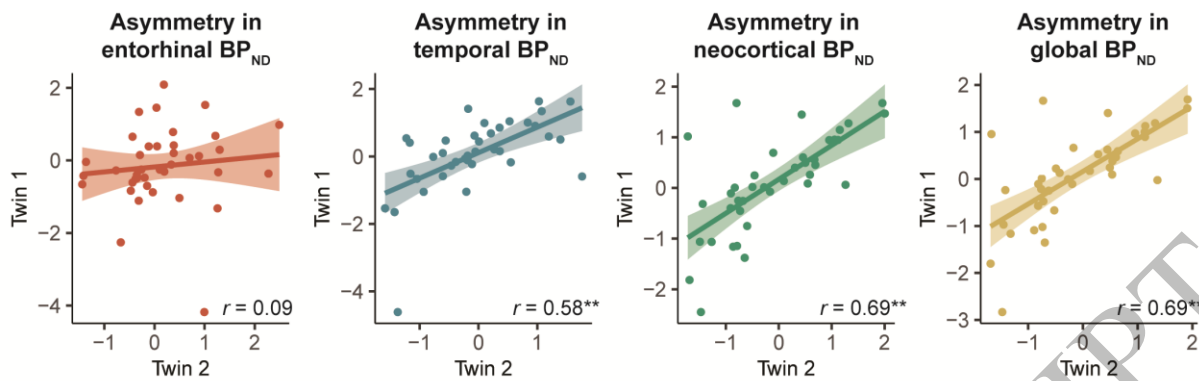 Asymmetry in
entorhinal BPND
2
0
−2
−4
Twin 1
−1
0
1
2
Twin 2
r = 0.09
Asymmetry in
temporal BPND
2
0
−2
−4
Twin 1
−1
0
1
Twin 2
r = 0.58**
Asymmetry in
neocortical BPND
2
1
0
−1
−2
Twin 1
−1
0
1
2
Twin 2
r = 0.69**
Asymmetry in
global BPND
2
1
0
−1
−2
−3
Twin 1
−1
0
1
2
Twin 2
r = 0.69**
IPT